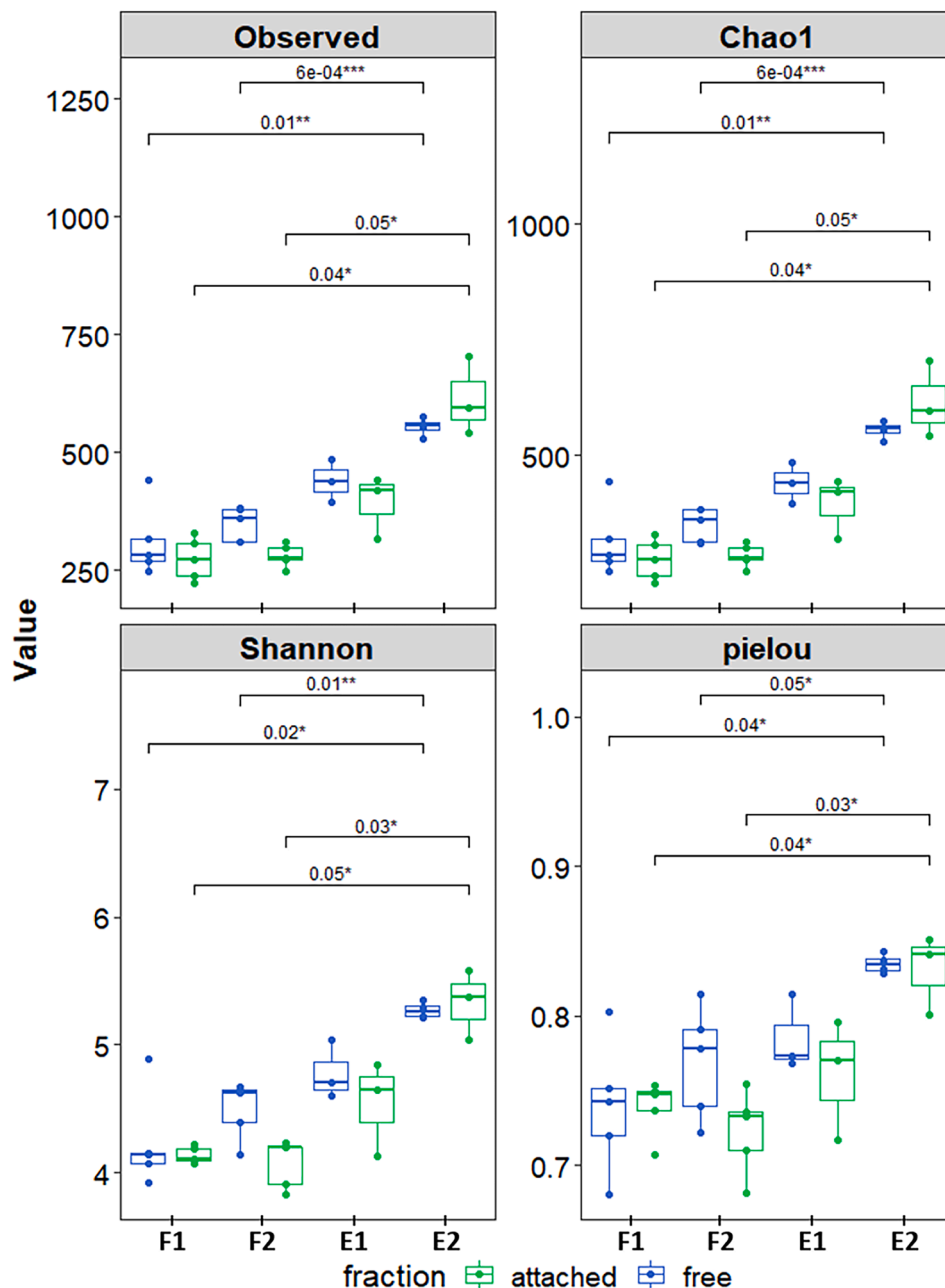 Observed
Chao1
Value
1250
1000
750
500
250
6e-04***
0.01**
0.05*
0.04*
1000
500
6e-04***
0.01**
0.05*
0.04*
Shannon
pielou
7
6
5
4
0.01**
0.02*
0.03*
0.05*
1.0
0.9
0.8
0.7
0.05*
0.04*
0.03*
0.04*
F1 F2 E1 E2
F1 F2 E1 E2
fraction attached free